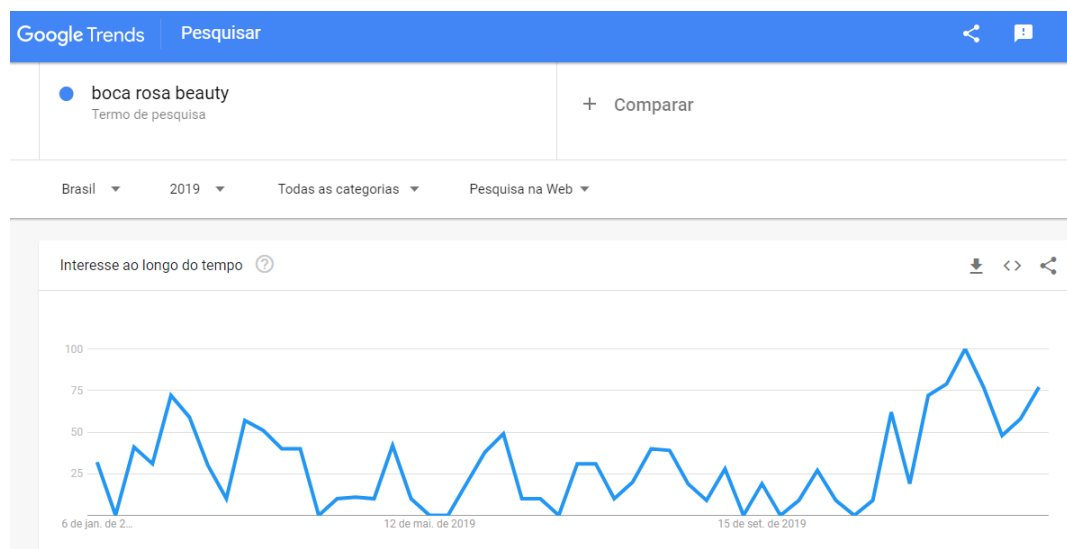 Google Trends Pesquisar
boca rosa beauty
Termo de pesquisa
+ Comparar
Brasil 2019 Todas as categorias Pesquisa na Web
Interesse ao longo do tempo ?
100
75
50
25
6 de jan. de 2… 12 de mai. de 2019 15 de set. de 2019